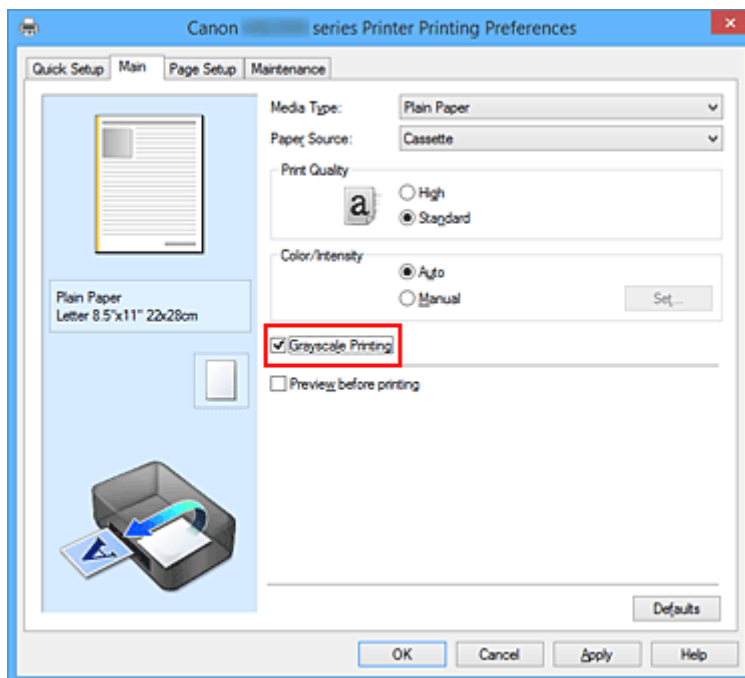 Canon series Printer Printing Preferences
Quick Setup Main Page Setup Maintenance
Media Type: Plain Paper
Paper Source: Cassette
Print Quality
a
High
Standard
Color/Intensity
Auto
Manual
Set...
Plain Paper
Letter 8.5"x11" 22x28cm
Grayscale Printing
Preview before printing
A
Defaults
OK Cancel Apply Help